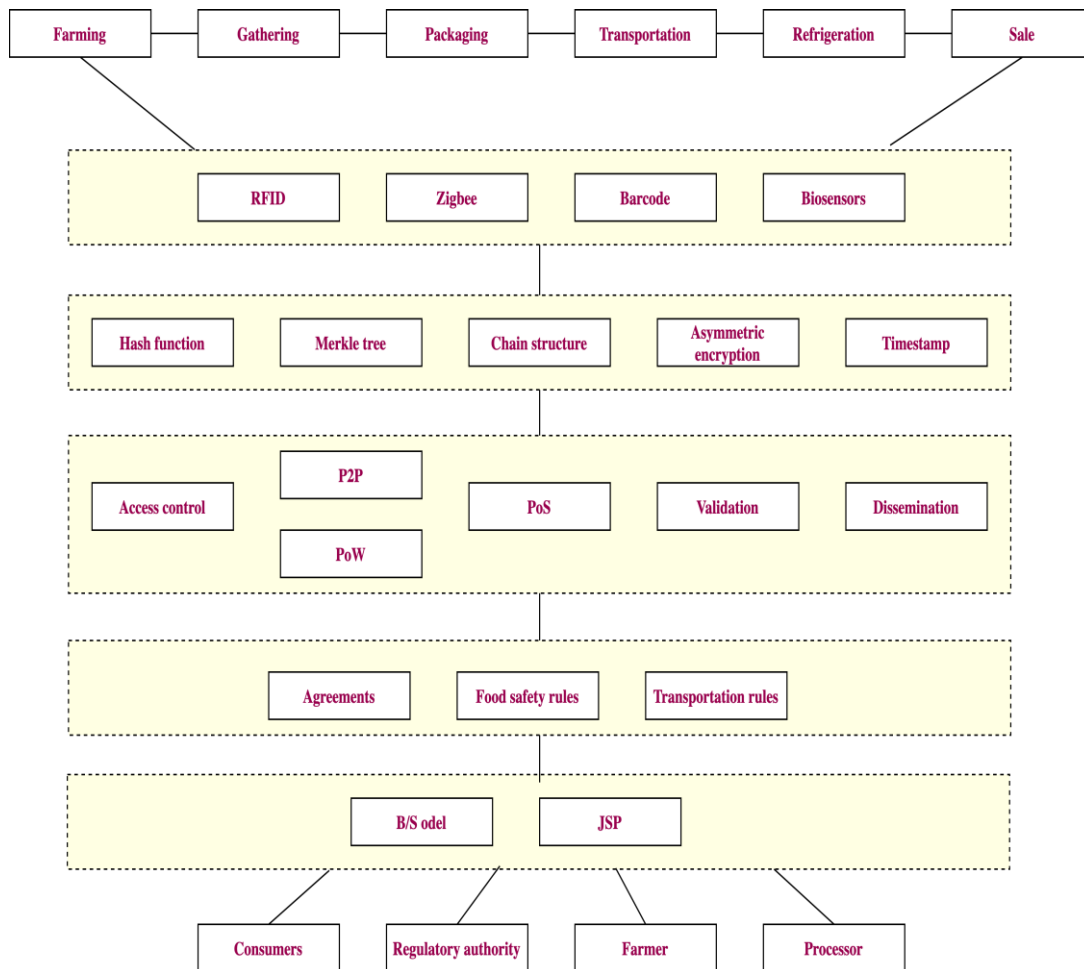 Farming
Gathering
Packaging
Transportation
Refrigeration
Sale
RFID
Zigbee
Barcode
Biosensors
Hash function
Merkle tree
Chain structure
Asymmetric
encryption
Timestamp
Access control
P2P
PoW
PoS
Validation
Dissemination
Agreements
Food safety rules
Transportation rules
B/S odel
JSP
Consumers
Regulatory authority
Farmer
Processor